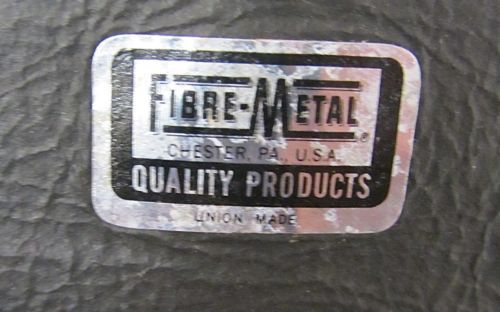 FIBRE-METAL®
CHESTER, PA., U.S.A.
QUALITY PRODUCTS
UNION MADE